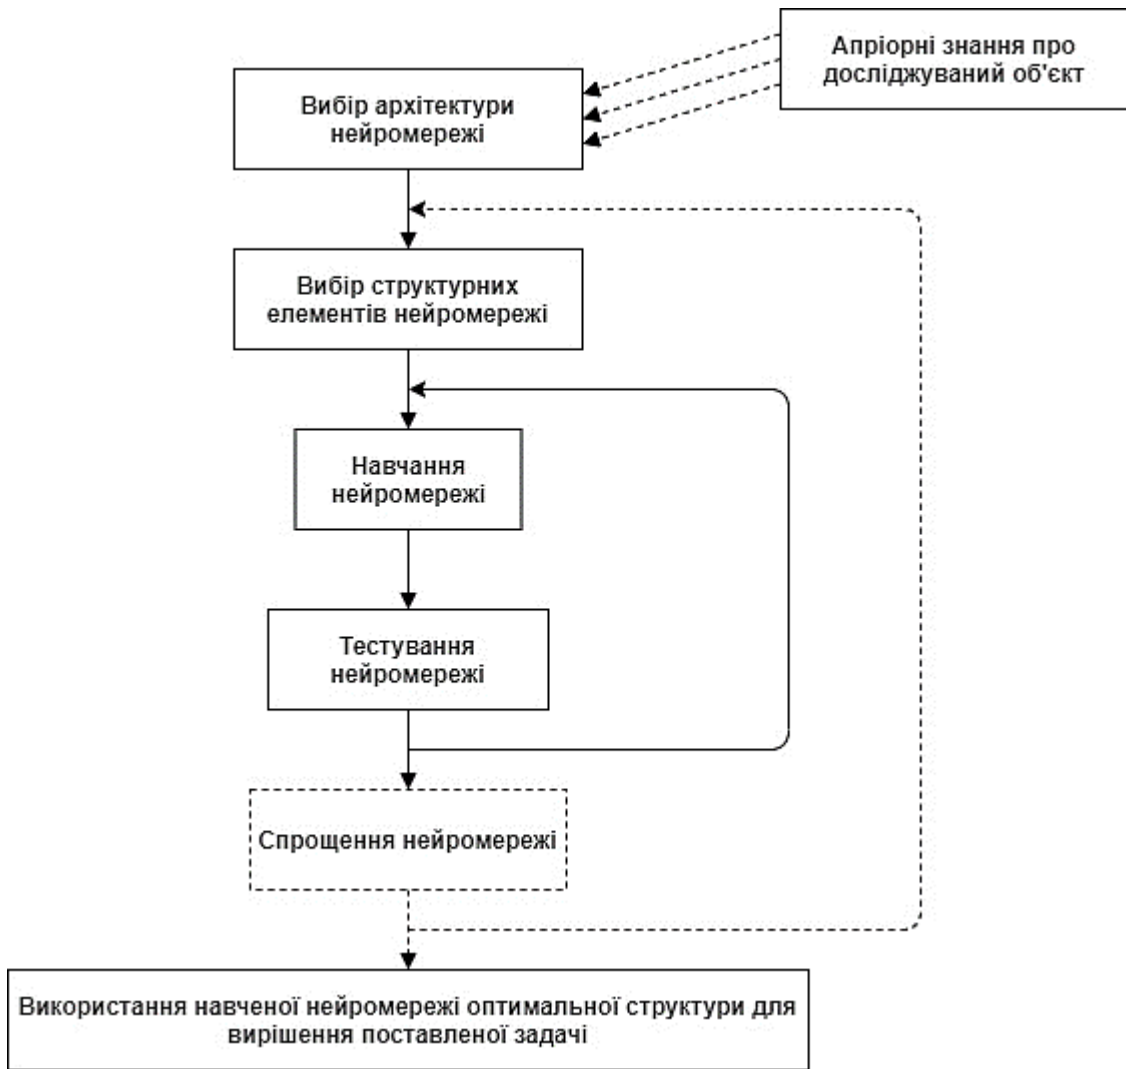 Апріорні знання про
досліджуваний об'єкт
Вибір архітектури
нейромережі
Вибір структурних
елементів нейромережі
Навчання
нейромережі
Тестування
нейромережі
Спрощення нейромережі
Використання навченої нейромережі оптимальної структури для
вирішення поставленої задачі